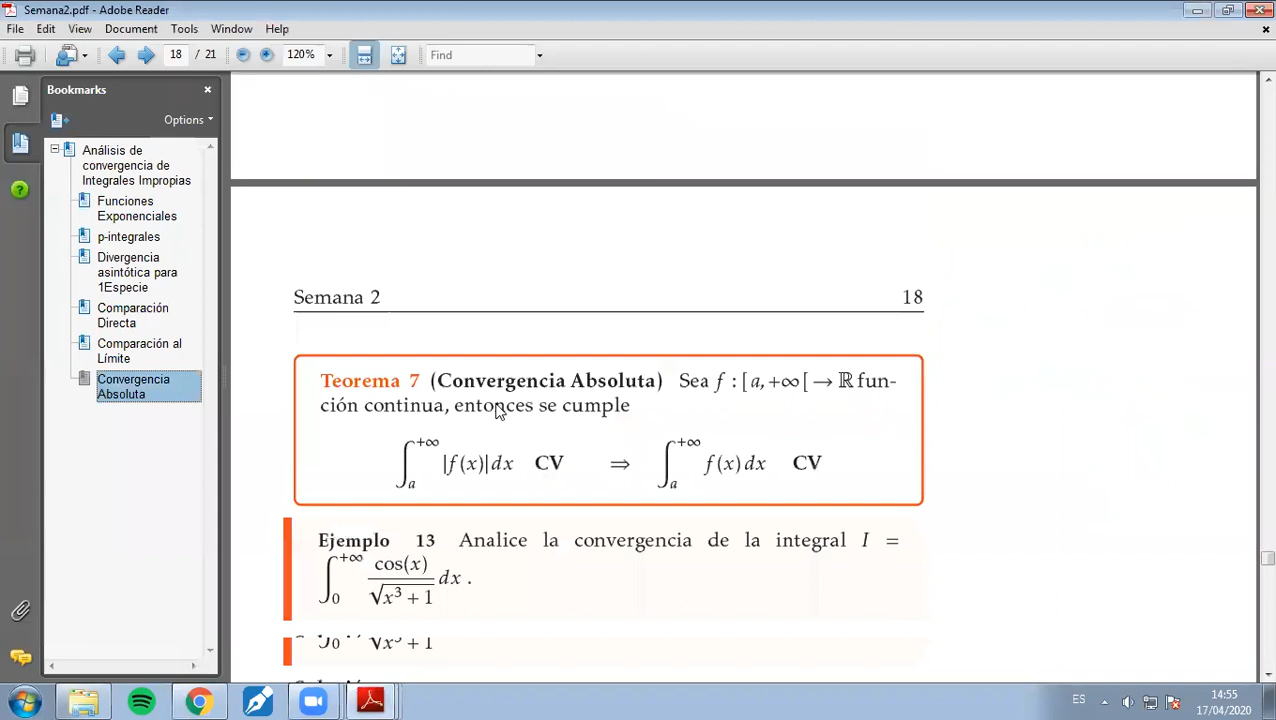 Semana2.pdf - Adobe Reader
File Edit View Document Tools Window Help
18 / 21 120% Find
Bookmarks
Options
Análisis de
convergencia de
Integrales Impropias
Funciones
Exponenciales
p-integrales
Divergencia
asintótica para
1Especie
Comparación
Directa
Comparación al
Límite
Convergencia
Absoluta
Semana 2 18
Teorema 7 (Convergencia Absoluta) Sea f : [a, +∞[ → ℝ fun-
ción continua, entonces se cumple
∫_a^{+∞} |f(x)| dx CV ⇒ ∫_a^{+∞} f(x) dx CV
Ejemplo 13 Analice la convergencia de la integral I =
∫_0^{+∞} cos(x) / √(x³ + 1) dx .
ES
14:55
17/04/2020